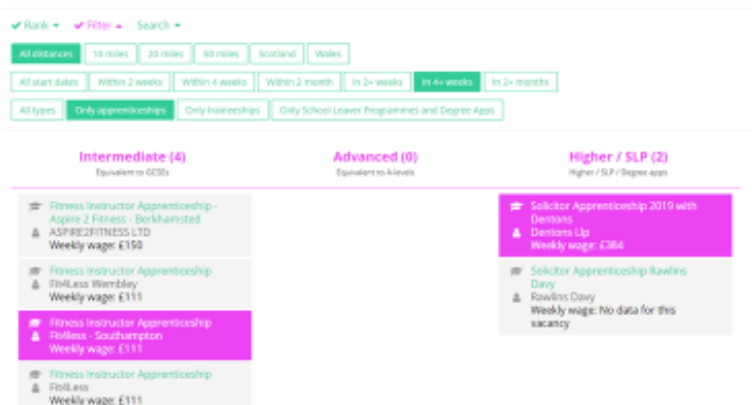 Rank Filter Search
All distances 10 miles 20 miles 50 miles Scotland Wales
All start dates Within 2 weeks Within 4 weeks Within 2 month In 2+ weeks In 4+ weeks In 2+ months
All types Only apprenticeships Only traineeships Only School Leaver Programmes and Degree Apps
Intermediate (4)
Equivalent to GCSEs
Advanced (0)
Equivalent to A-levels
Higher / SLP (2)
Higher / SLP / Degree apps
Fitness Instructor Apprenticeship -
Aspire 2 Fitness - Berkhamsted
ASPIRE2FITNESS LTD
Weekly wage: £150
Fitness Instructor Apprenticeship
Fit4Less Wembley
Weekly wage: £111
Fitness Instructor Apprenticeship
Fit4less - Southampton
Weekly wage: £111
Fitness Instructor Apprenticeship
Fit4Less
Weekly wage: £111
Solicitor Apprenticeship 2019 with
Dentons
Dentons Llp
Weekly wage: £384
Solicitor Apprenticeship Rawlins
Davy
Rawlins Davy
Weekly wage: No data for this
vacancy